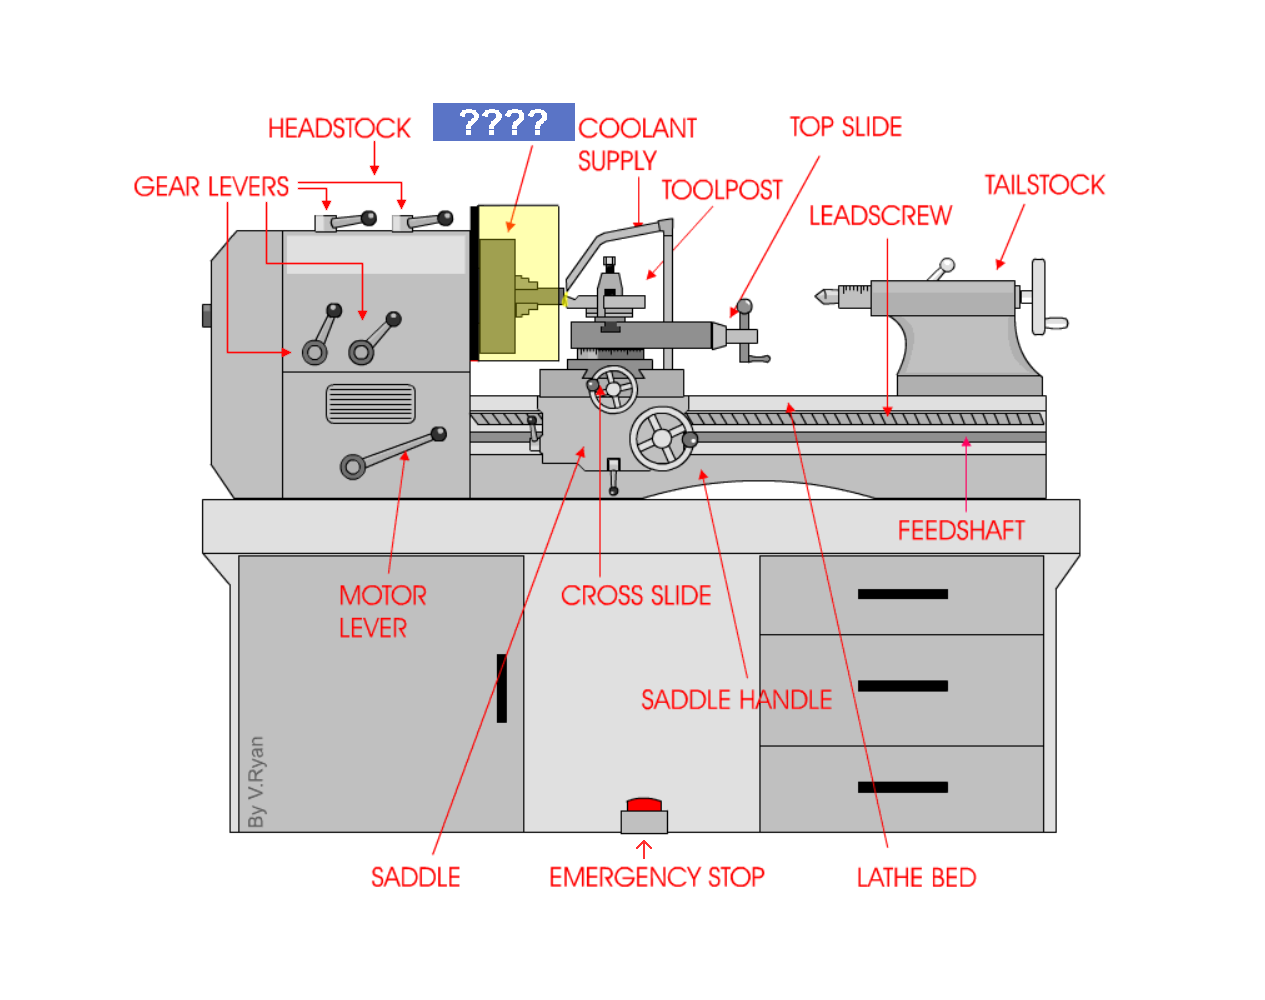 HEADSTOCK
????
COOLANT
SUPPLY
TOP SLIDE
GEAR LEVERS
TOOLPOST
TAILSTOCK
LEADSCREW
FEEDSHAFT
MOTOR
LEVER
CROSS SLIDE
SADDLE HANDLE
By V.Ryan
SADDLE
EMERGENCY STOP
LATHE BED